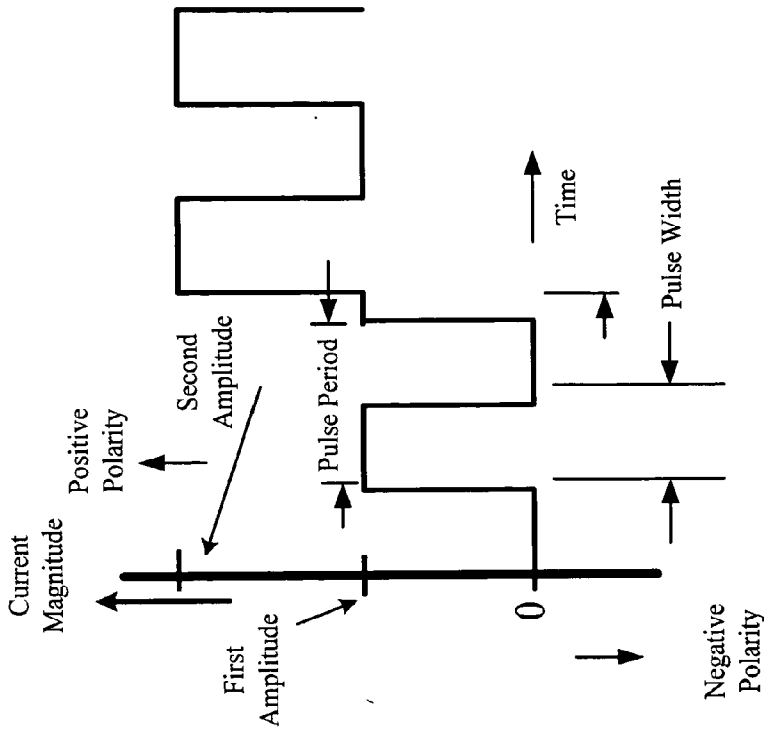 Current
Magnitude
Positive
Polarity
Second
Amplitude
First
Amplitude
Pulse Period
0
Time
Pulse Width
Negative
Polarity